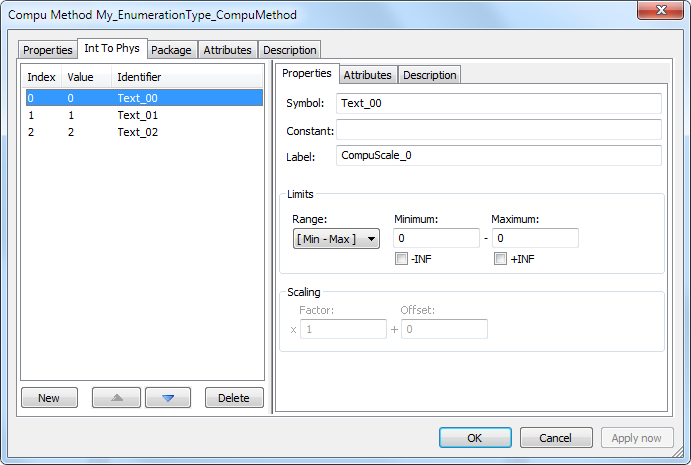 Compu Method My_EnumerationType_CompuMethod
Properties Int To Phys Package Attributes Description
Index Value Identifier
0 0 Text_00
1 1 Text_01
2 2 Text_02
New Delete
Properties Attributes Description
Symbol: Text_00
Constant:
Label: CompuScale_0
Limits
Range: Minimum: Maximum:
[ Min - Max ] 0 - 0
-INF +INF
Scaling
Factor: Offset:
x 1 + 0
OK Cancel Apply now